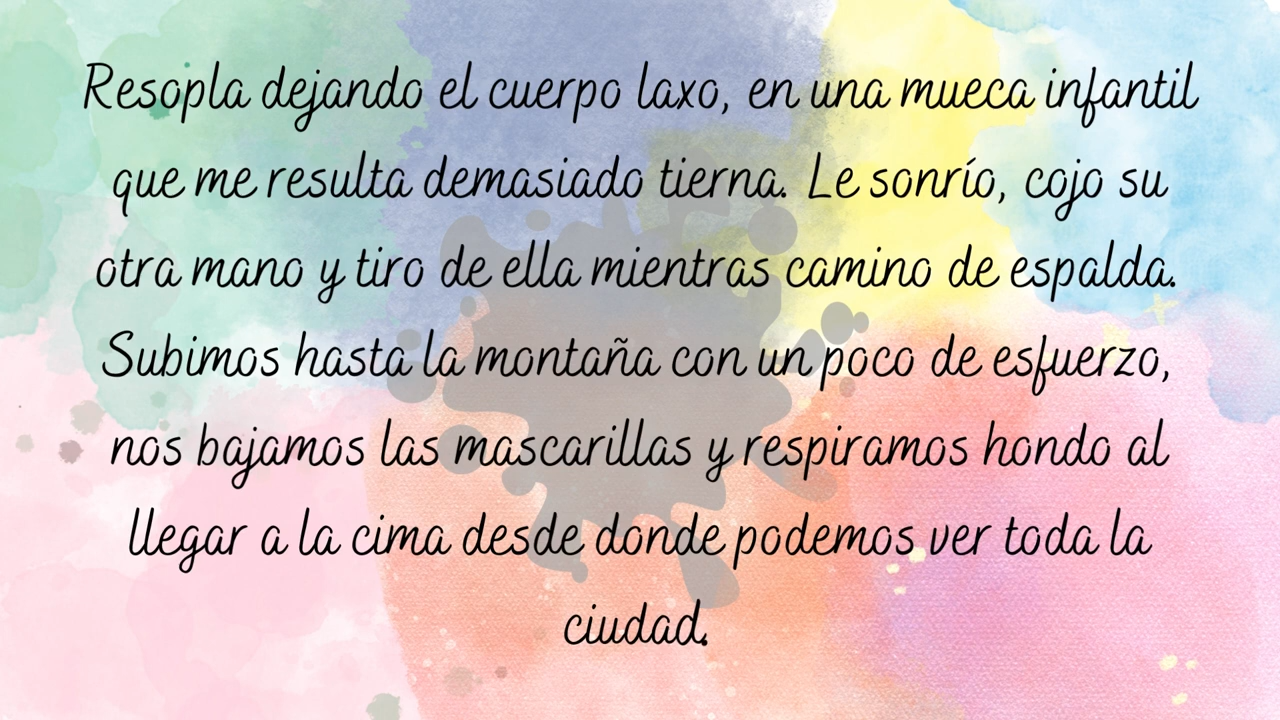 Resopla dejando el cuerpo laxo, en una mueca infantil
que me resulta demasiado tierna. Le sonrío, cojo su
otra mano y tiro de ella mientras camino de espalda.
Subimos hasta la montaña con un poco de esfuerzo,
nos bajamos las mascarillas y respiramos hondo al
llegar a la cima desde donde podemos ver toda la
ciudad.